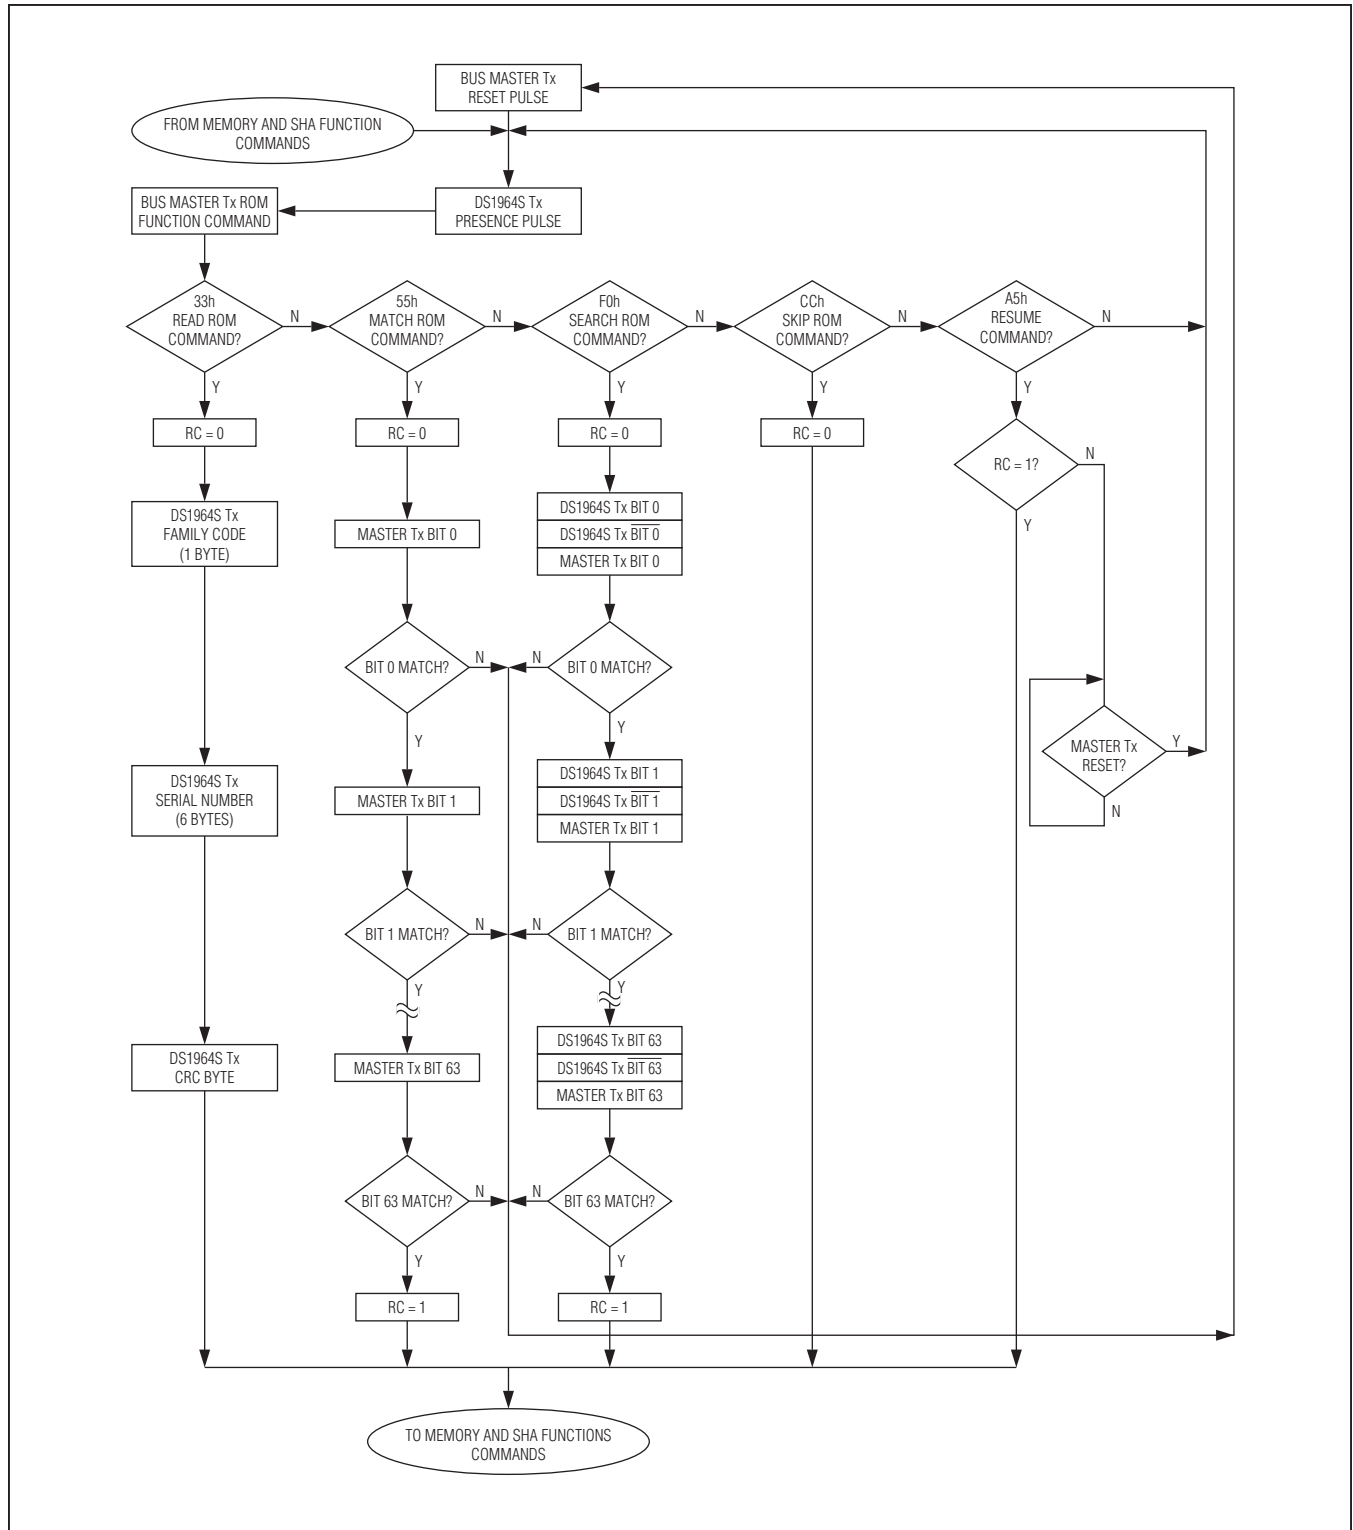 BUS MASTER Tx
RESET PULSE
FROM MEMORY AND SHA FUNCTION
COMMANDS
BUS MASTER Tx ROM
FUNCTION COMMAND
DS1964S Tx
PRESENCE PULSE
33h
READ ROM
COMMAND?
N
55h
MATCH ROM
COMMAND?
N
F0h
SEARCH ROM
COMMAND?
N
CCh
SKIP ROM
COMMAND?
N
A5h
RESUME
COMMAND?
N
Y
Y
Y
Y
Y
RC = 0
RC = 0
RC = 0
RC = 0
RC = 1?
N
Y
DS1964S Tx
FAMILY CODE
(1 BYTE)
MASTER Tx BIT 0
DS1964S Tx BIT 0
DS1964S Tx B̅I̅T̅ ̅0̅
MASTER Tx BIT 0
BIT 0 MATCH?
N
N
BIT 0 MATCH?
Y
Y
MASTER Tx
RESET?
Y
N
DS1964S Tx
SERIAL NUMBER
(6 BYTES)
MASTER Tx BIT 1
DS1964S Tx BIT 1
DS1964S Tx B̅I̅T̅ ̅1̅
MASTER Tx BIT 1
BIT 1 MATCH?
N
N
BIT 1 MATCH?
Y
Y
DS1964S Tx
CRC BYTE
MASTER Tx BIT 63
DS1964S Tx BIT 63
DS1964S Tx B̅I̅T̅ ̅6̅3̅
MASTER Tx BIT 63
BIT 63 MATCH?
N
N
BIT 63 MATCH?
Y
Y
RC = 1
RC = 1
TO MEMORY AND SHA FUNCTIONS
COMMANDS